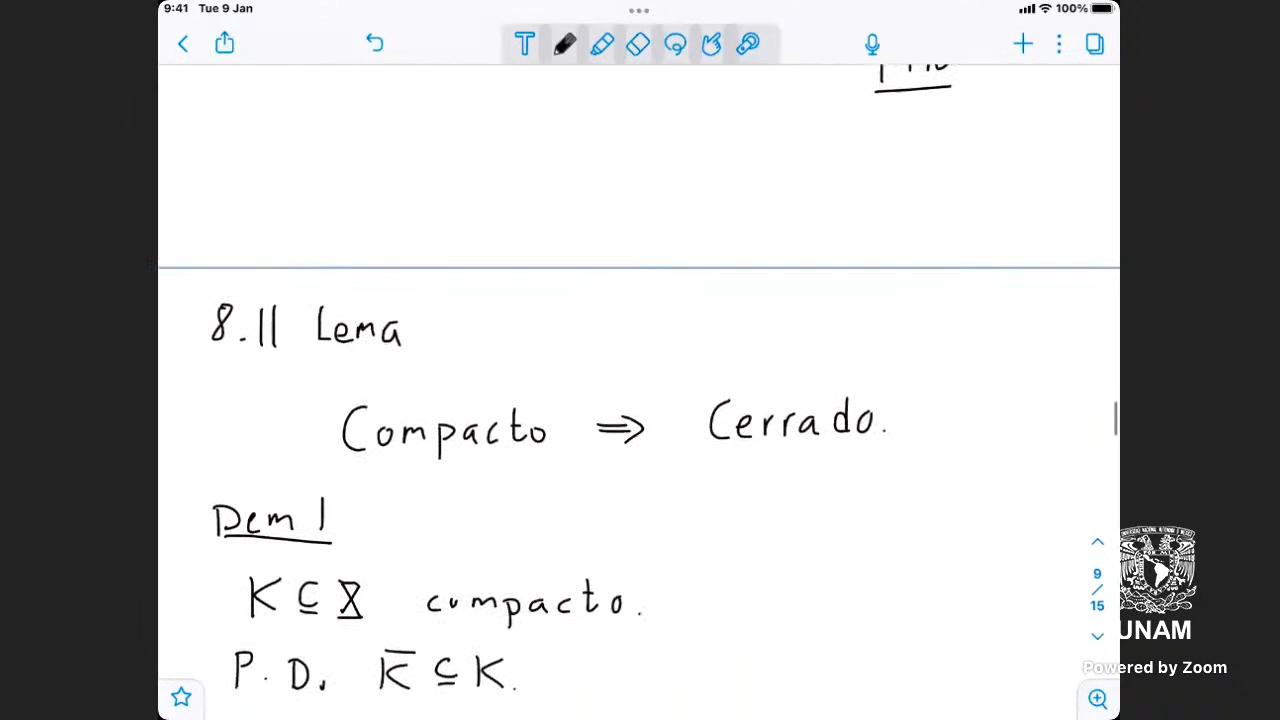 9:41 Tue 9 Jan
100%
8.11 Lema
Compacto ⇒ Cerrado.
Dem 1
K ⊆ X compacto.
P.D. K̅ ⊆ K.
9
/
15
UNAM
Powered by Zoom